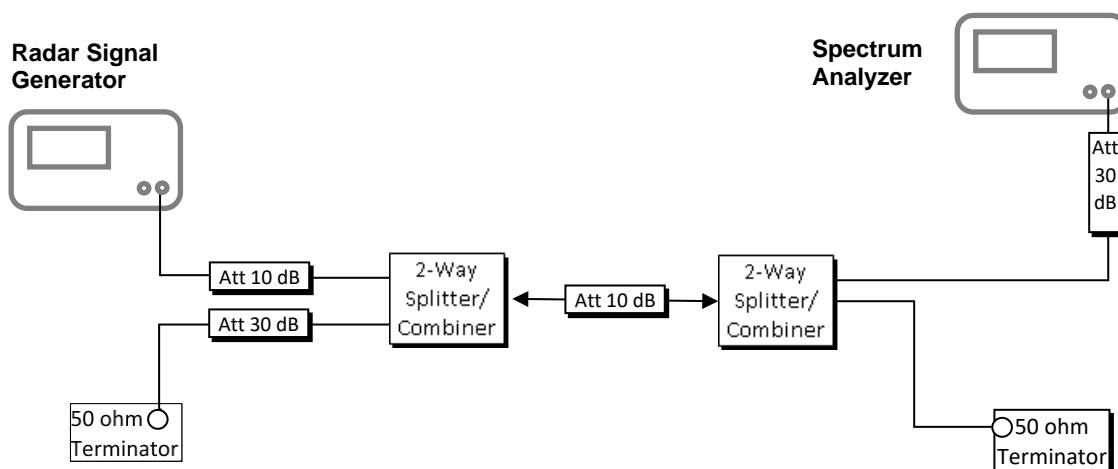 Radar Signal
Generator
Spectrum
Analyzer
Att
30
dB
Att 10 dB
2-Way
Splitter/
Combiner
Att 10 dB
2-Way
Splitter/
Combiner
Att 30 dB
50 ohm
Terminator
50 ohm
Terminator